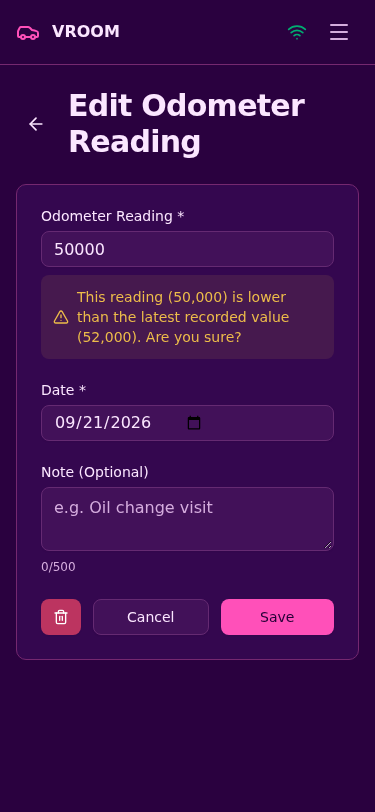 VROOM
Edit Odometer
Reading
Odometer Reading *
50000
This reading (50,000) is lower
than the latest recorded value
(52,000). Are you sure?
Date *
09/21/2026
Note (Optional)
e.g. Oil change visit
0/500
Cancel
Save